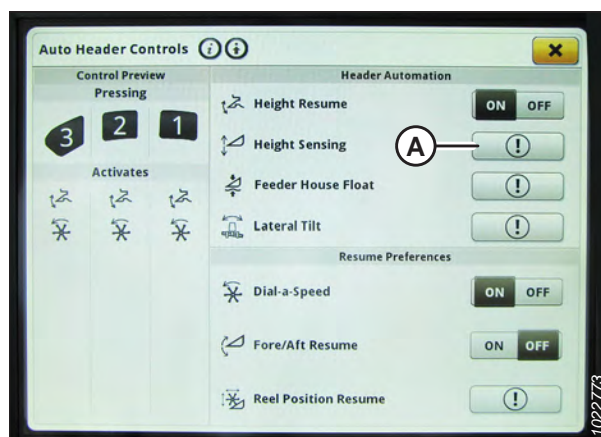 Auto Header Controls
Control Preview
Pressing
3 2 1
Activates
Header Automation
Height Resume ON OFF
Height Sensing A !
Feeder House Float !
Lateral Tilt !
Resume Preferences
Dial-a-Speed ON OFF
Fore/Aft Resume ON OFF
Reel Position Resume !
1022773